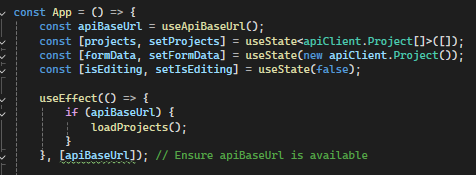 const App = () => {
    const apiBaseUrl = useApiBaseUrl();
    const [projects, setProjects] = useState<apiClient.Project[]>([]);
    const [formData, setFormData] = useState(new apiClient.Project());
    const [isEditing, setIsEditing] = useState(false);

    useEffect(() => {
        if (apiBaseUrl) {
            loadProjects();
        }
    }, [apiBaseUrl]); // Ensure apiBaseUrl is available